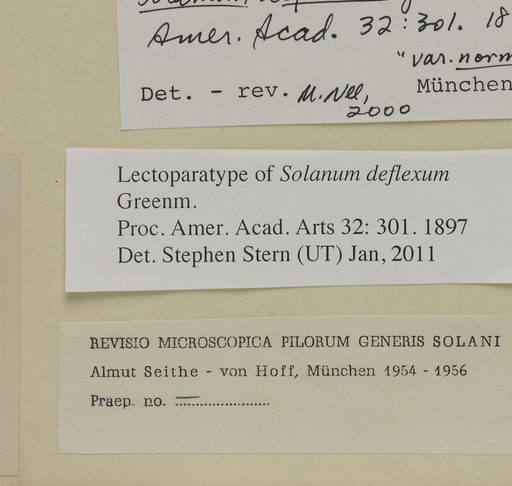 Amer. Acad. 32:301. 18
"var. norm
Det. - rev. M. Nee, München
2000
Lectoparatype of Solanum deflexum
Greenm.
Proc. Amer. Acad. Arts 32: 301. 1897
Det. Stephen Stern (UT) Jan, 2011
REVISIO MICROSCOPICA PILORUM GENERIS SOLANI
Almut Seithe - von Hoff, München 1954 - 1956
Praep. no. —